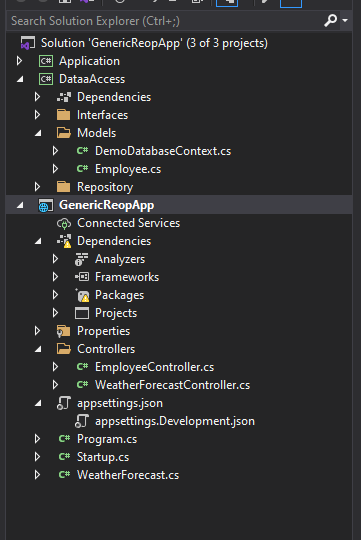 Search Solution Explorer (Ctrl+;)
Solution 'GenericReopApp' (3 of 3 projects)
C# Application
C# DataaAccess
Dependencies
Interfaces
Models
C# DemoDatabaseContext.cs
C# Employee.cs
Repository
GenericReopApp
Connected Services
Dependencies
Analyzers
Frameworks
Packages
Projects
Properties
Controllers
C# EmployeeController.cs
C# WeatherForecastController.cs
appsettings.json
appsettings.Development.json
C# Program.cs
C# Startup.cs
C# WeatherForecast.cs